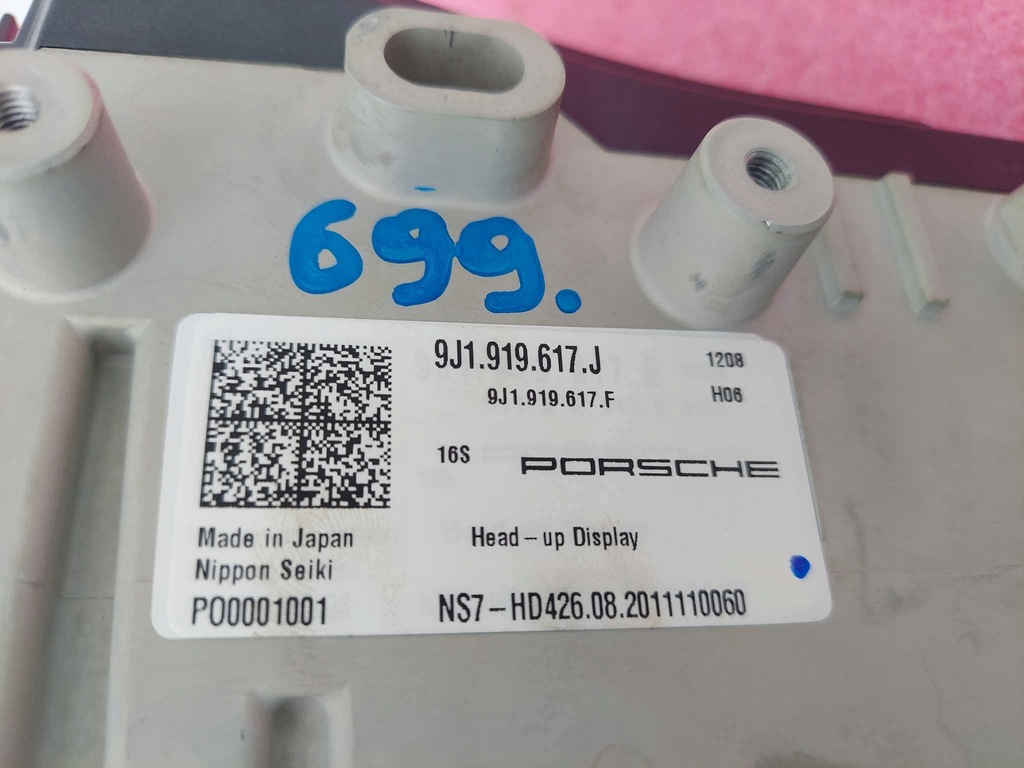 699.
9J1.919.617.J 1208
9J1.919.617.F H06
16S PORSCHE
Made in Japan Head-up Display
Nippon Seiki
PO0001001 NS7-HD426.08.2011110060